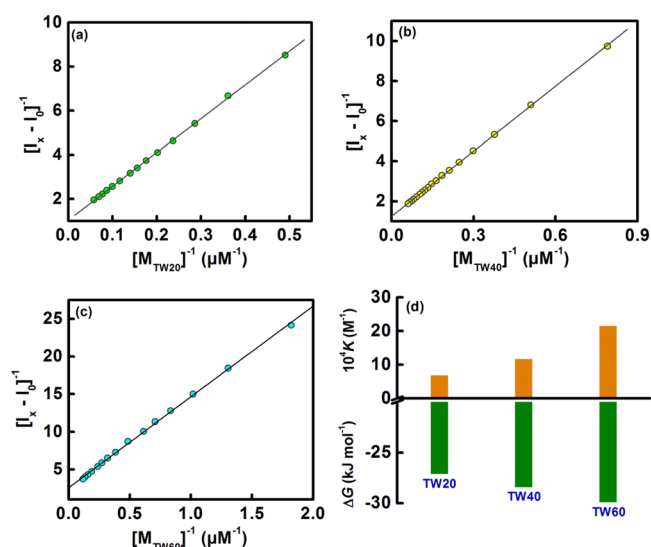 (a)
10
8
6
4
2
[Iₓ - I₀]⁻¹
0.0 0.1 0.2 0.3 0.4 0.5
[M_TW20]⁻¹ (µM⁻¹)
(b)
10
8
6
4
2
[Iₓ - I₀]⁻¹
0.0 0.3 0.6 0.9
[M_TW40]⁻¹ (µM⁻¹)
(c)
25
20
15
10
5
[Iₓ - I₀]⁻¹
0.0 0.5 1.0 1.5 2.0
[M_TW60]⁻¹ (µM⁻¹)
(d)
30
20
10
0
10⁴K (M⁻¹)
-25
-30
ΔG (kJ mol⁻¹)
TW20 TW40 TW60